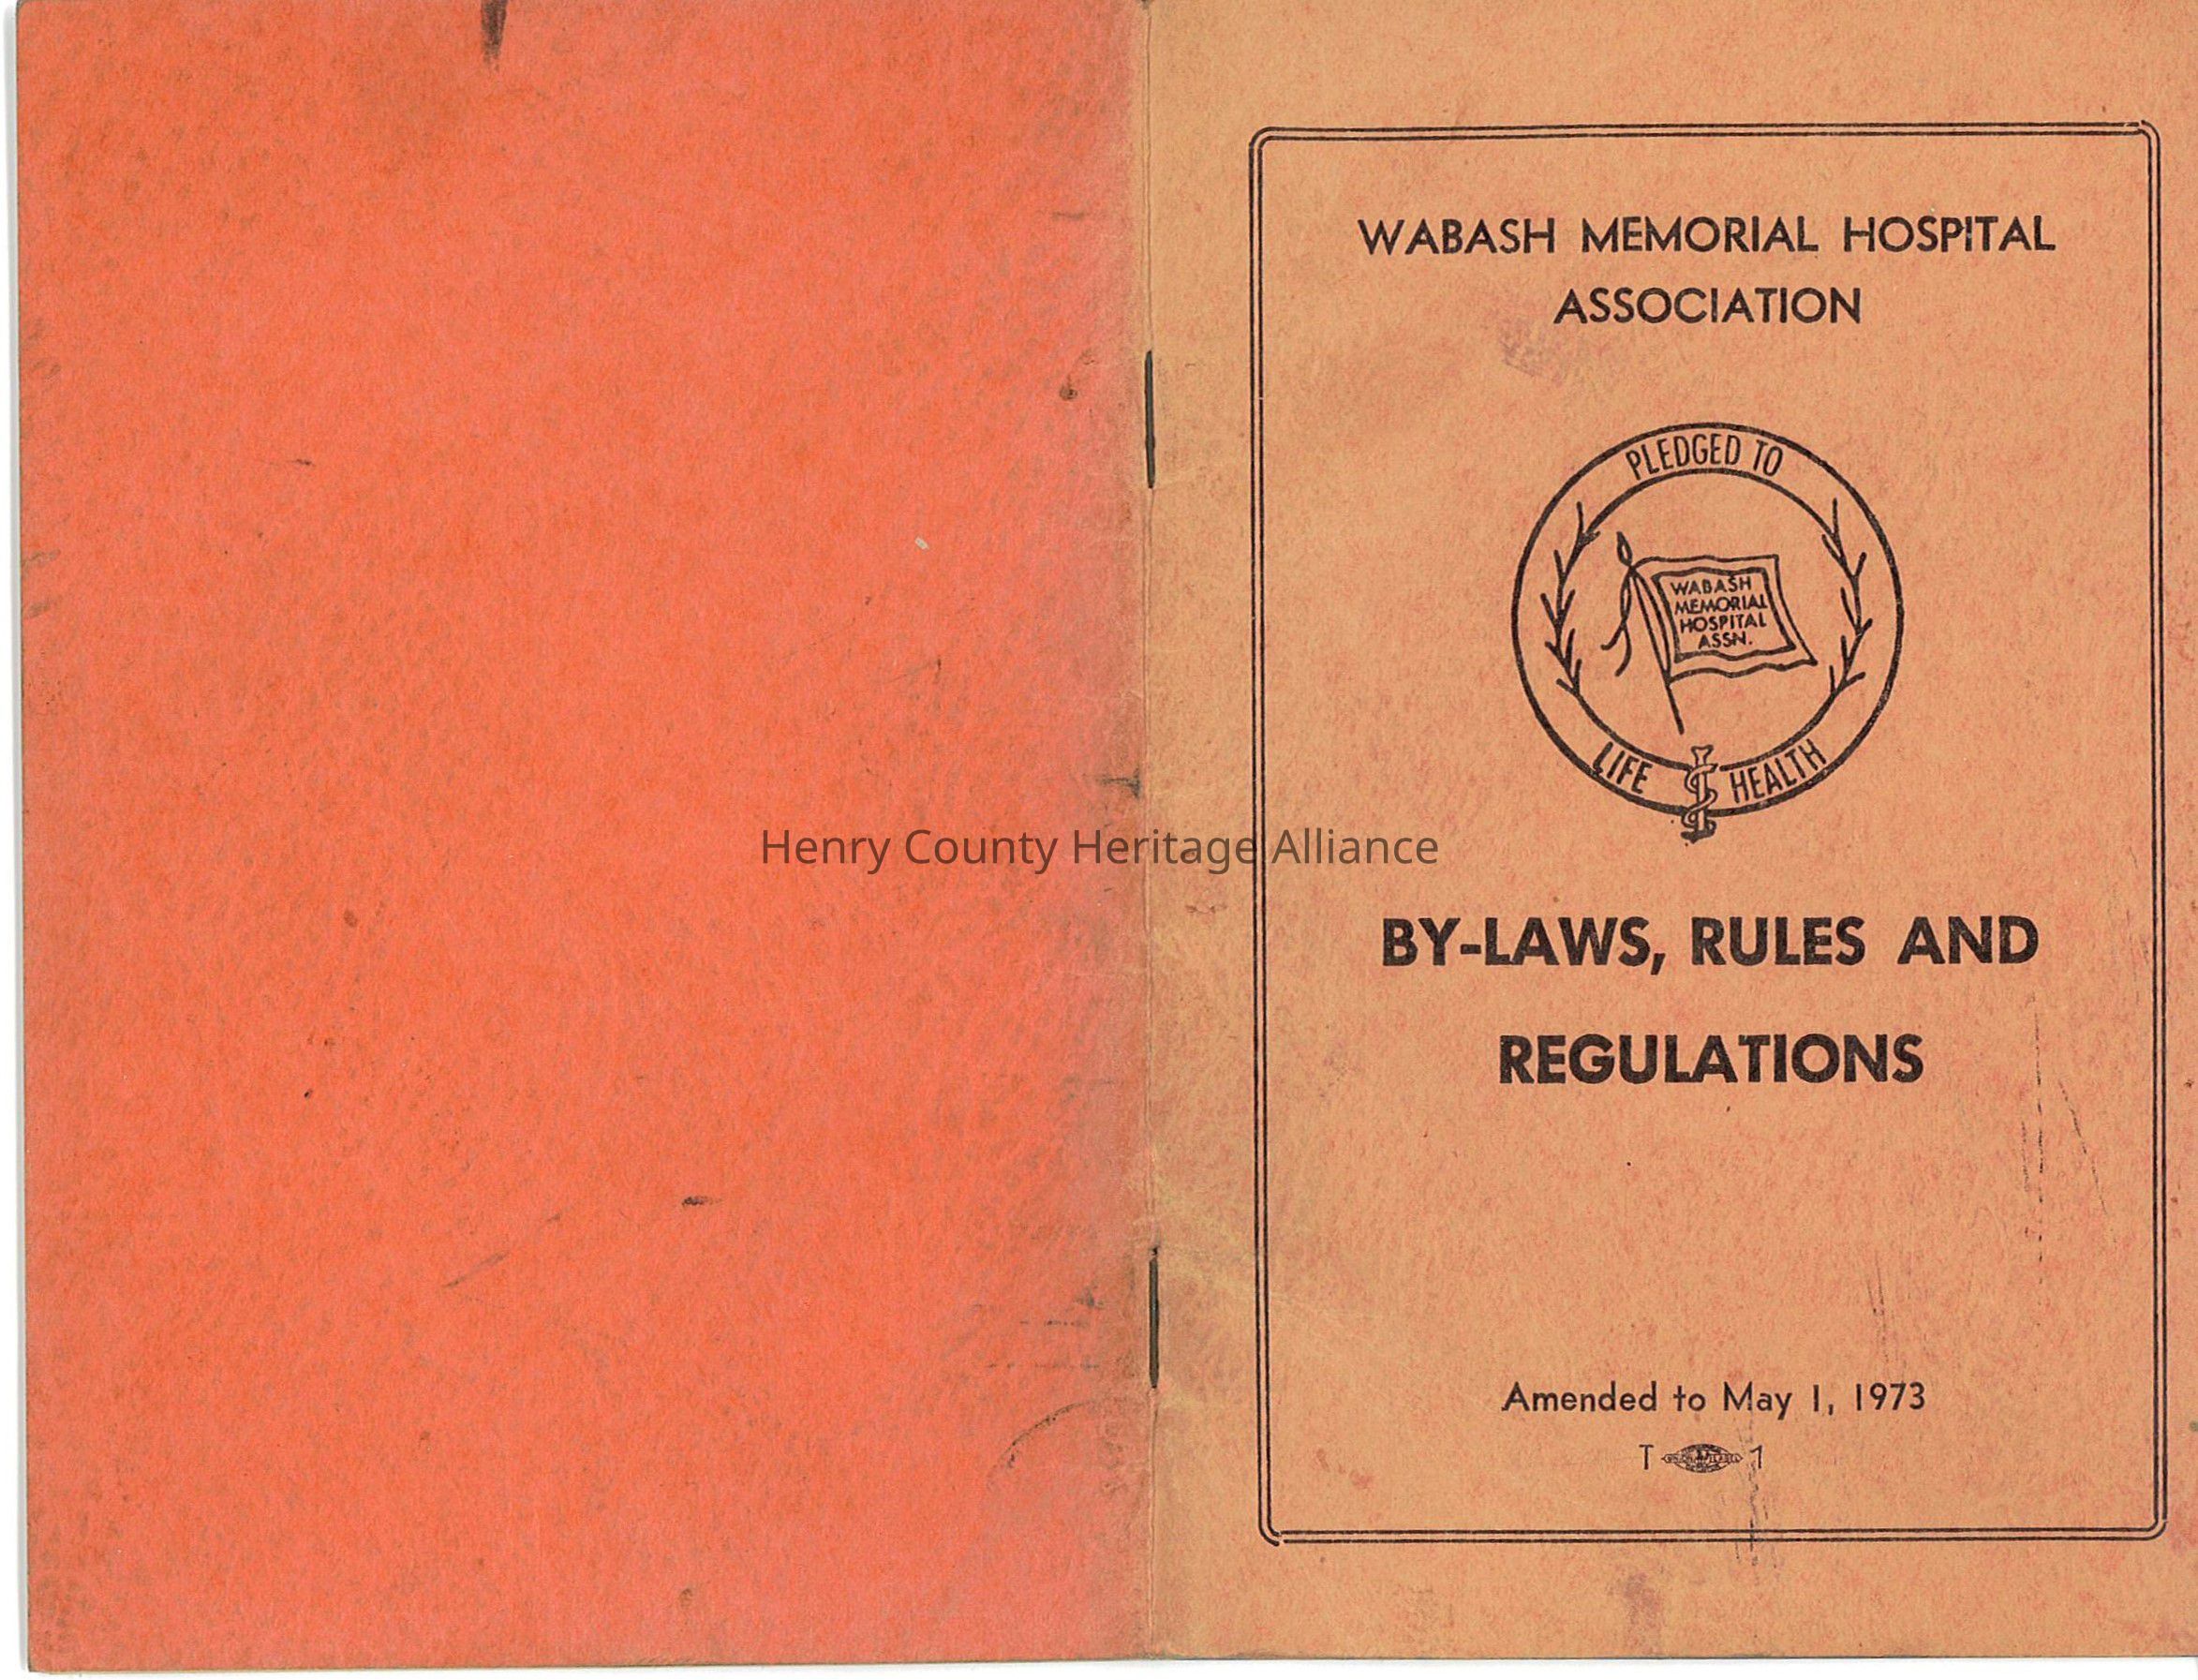 WABASH MEMORIAL HOSPITAL
ASSOCIATION
PLEDGED TO
WABASH
MEMORIAL
HOSPITAL
ASSN.
LIFE HEALTH
Henry County Heritage Alliance
BY-LAWS, RULES AND
REGULATIONS
Amended to May 1, 1973
T 7